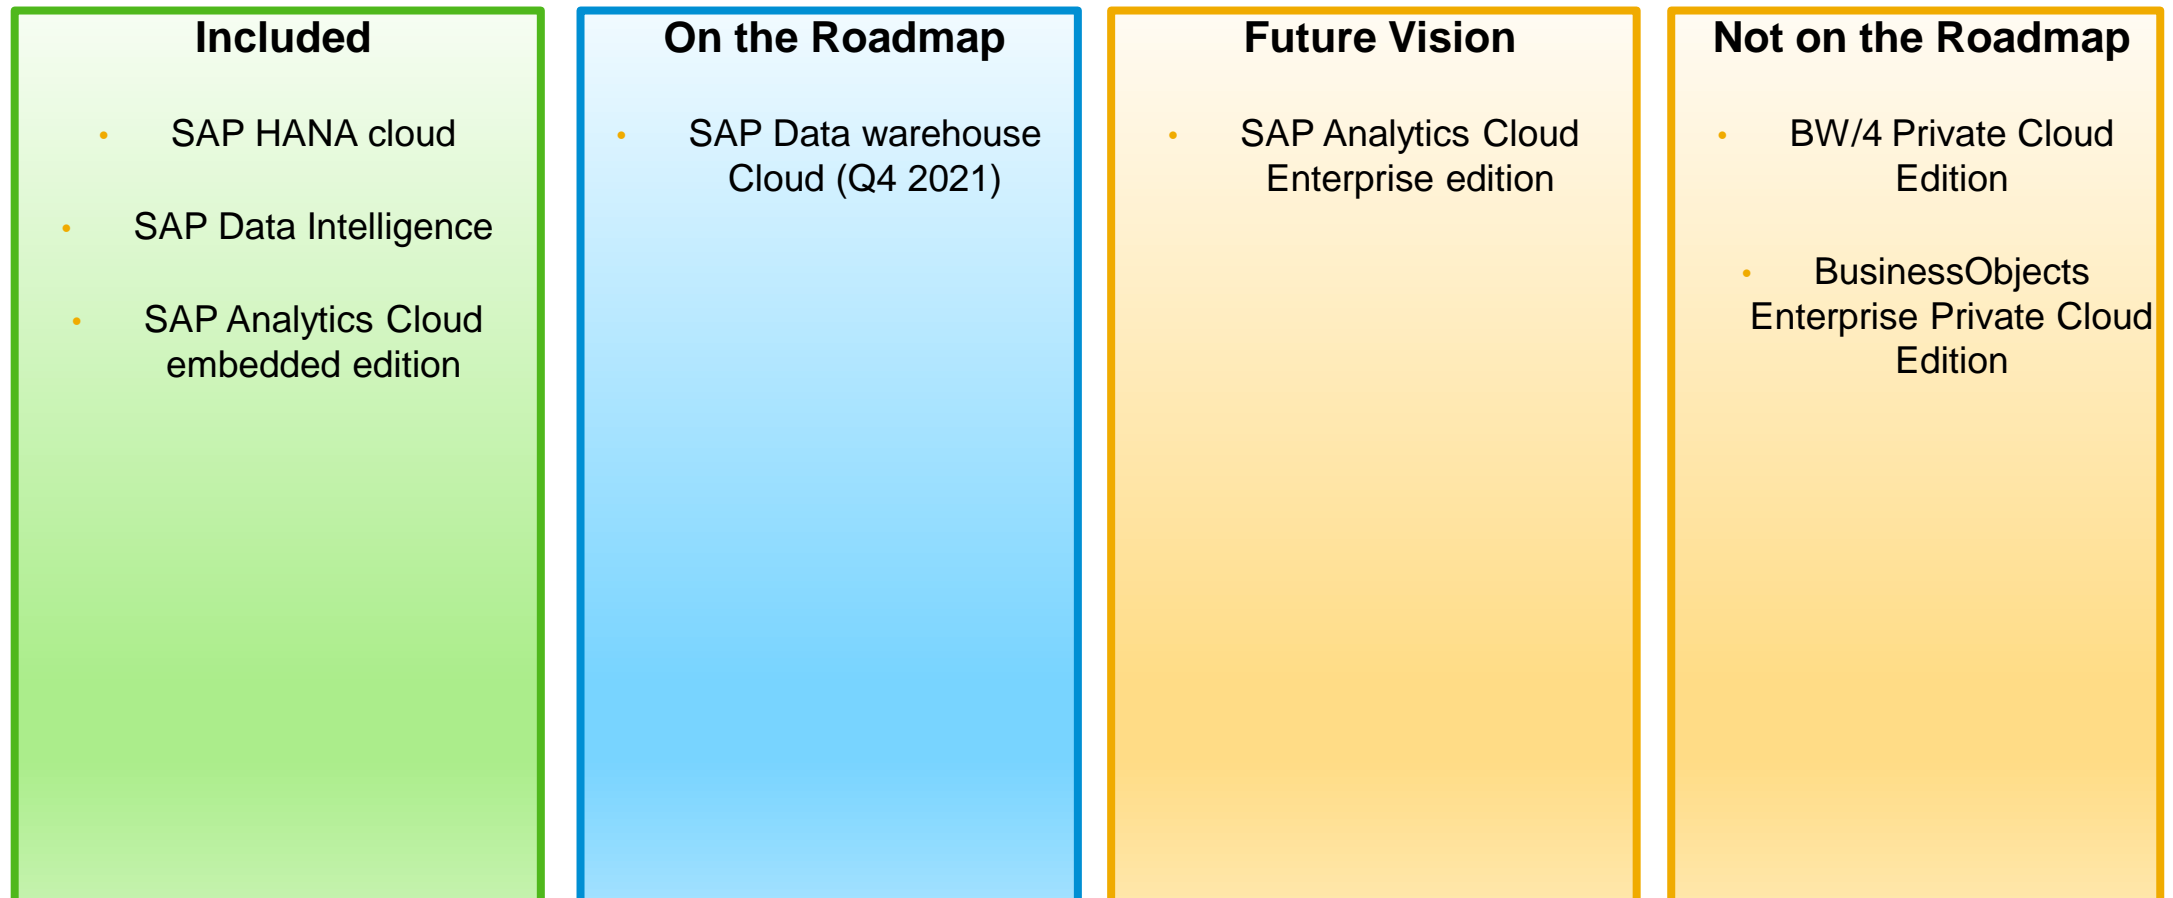 Included
• SAP HANA cloud
• SAP Data Intelligence
• SAP Analytics Cloud
embedded edition
On the Roadmap
• SAP Data warehouse
Cloud (Q4 2021)
Future Vision
• SAP Analytics Cloud
Enterprise edition
Not on the Roadmap
• BW/4 Private Cloud
Edition
• BusinessObjects
Enterprise Private Cloud
Edition